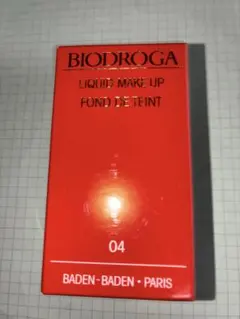 BIODROGA
LIQUID MAKE UP
FOND DE TEINT
04
BADEN-BADEN · PARIS